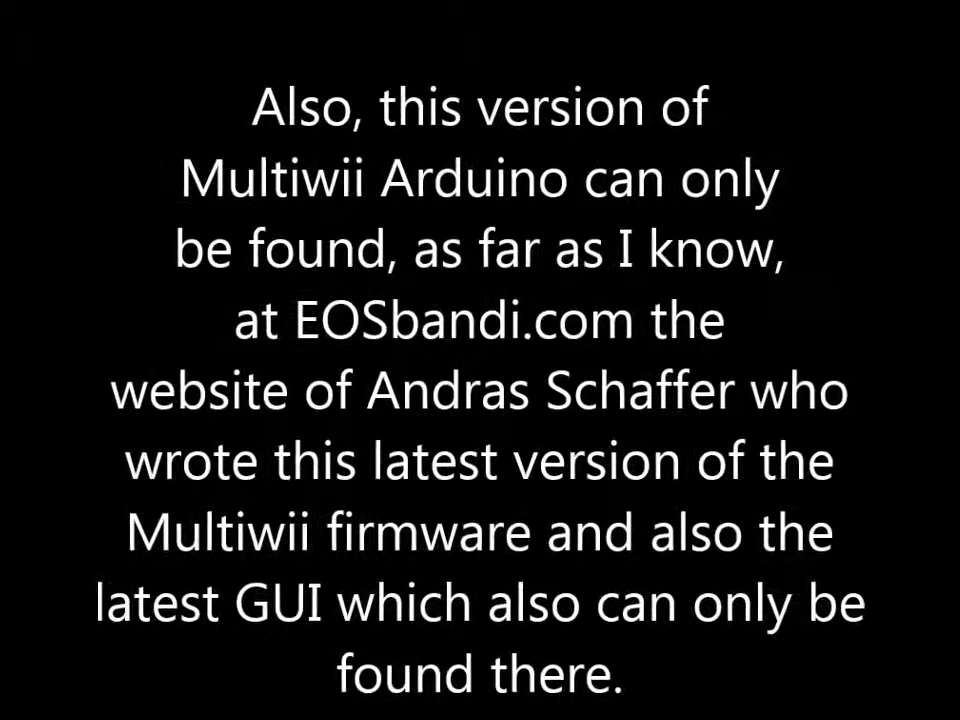 Also, this version of
Multiwii Arduino can only
be found, as far as I know,
at EOSbandi.com the
website of Andras Schaffer who
wrote this latest version of the
Multiwii firmware and also the
latest GUI which also can only be
found there.